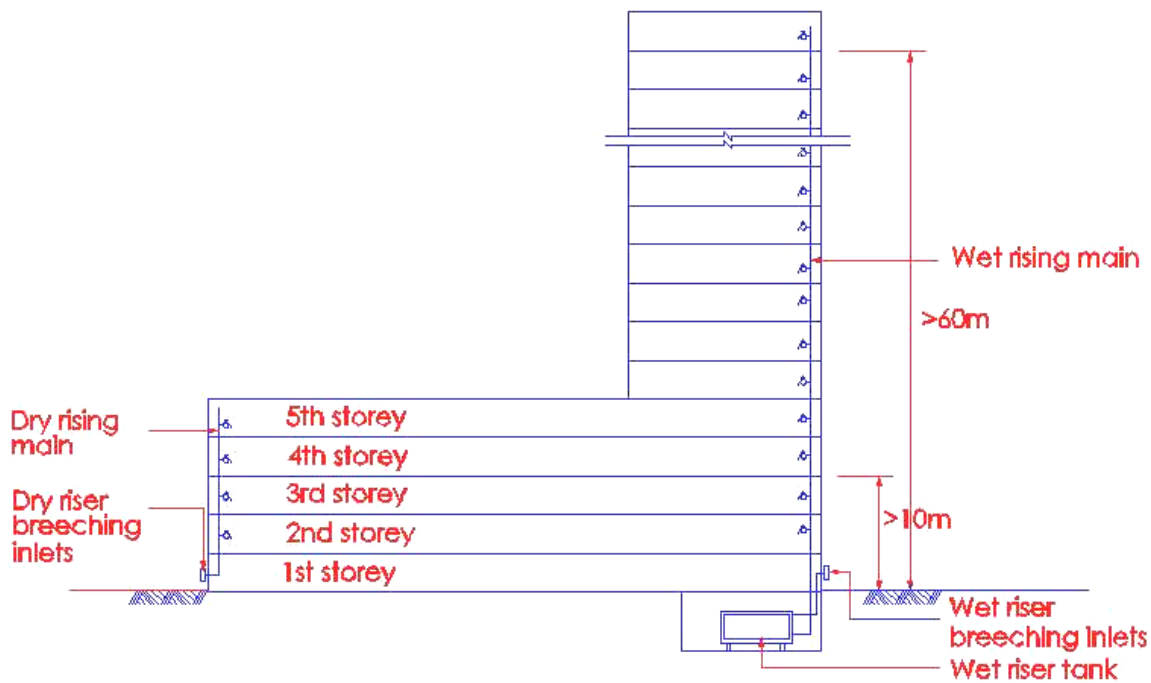 Wet rising main
>60m
Dry rising
main
5th storey
4th storey
Dry riser
breeching
inlets
3rd storey
>10m
2nd storey
1st storey
Wet riser
breeching inlets
Wet riser tank